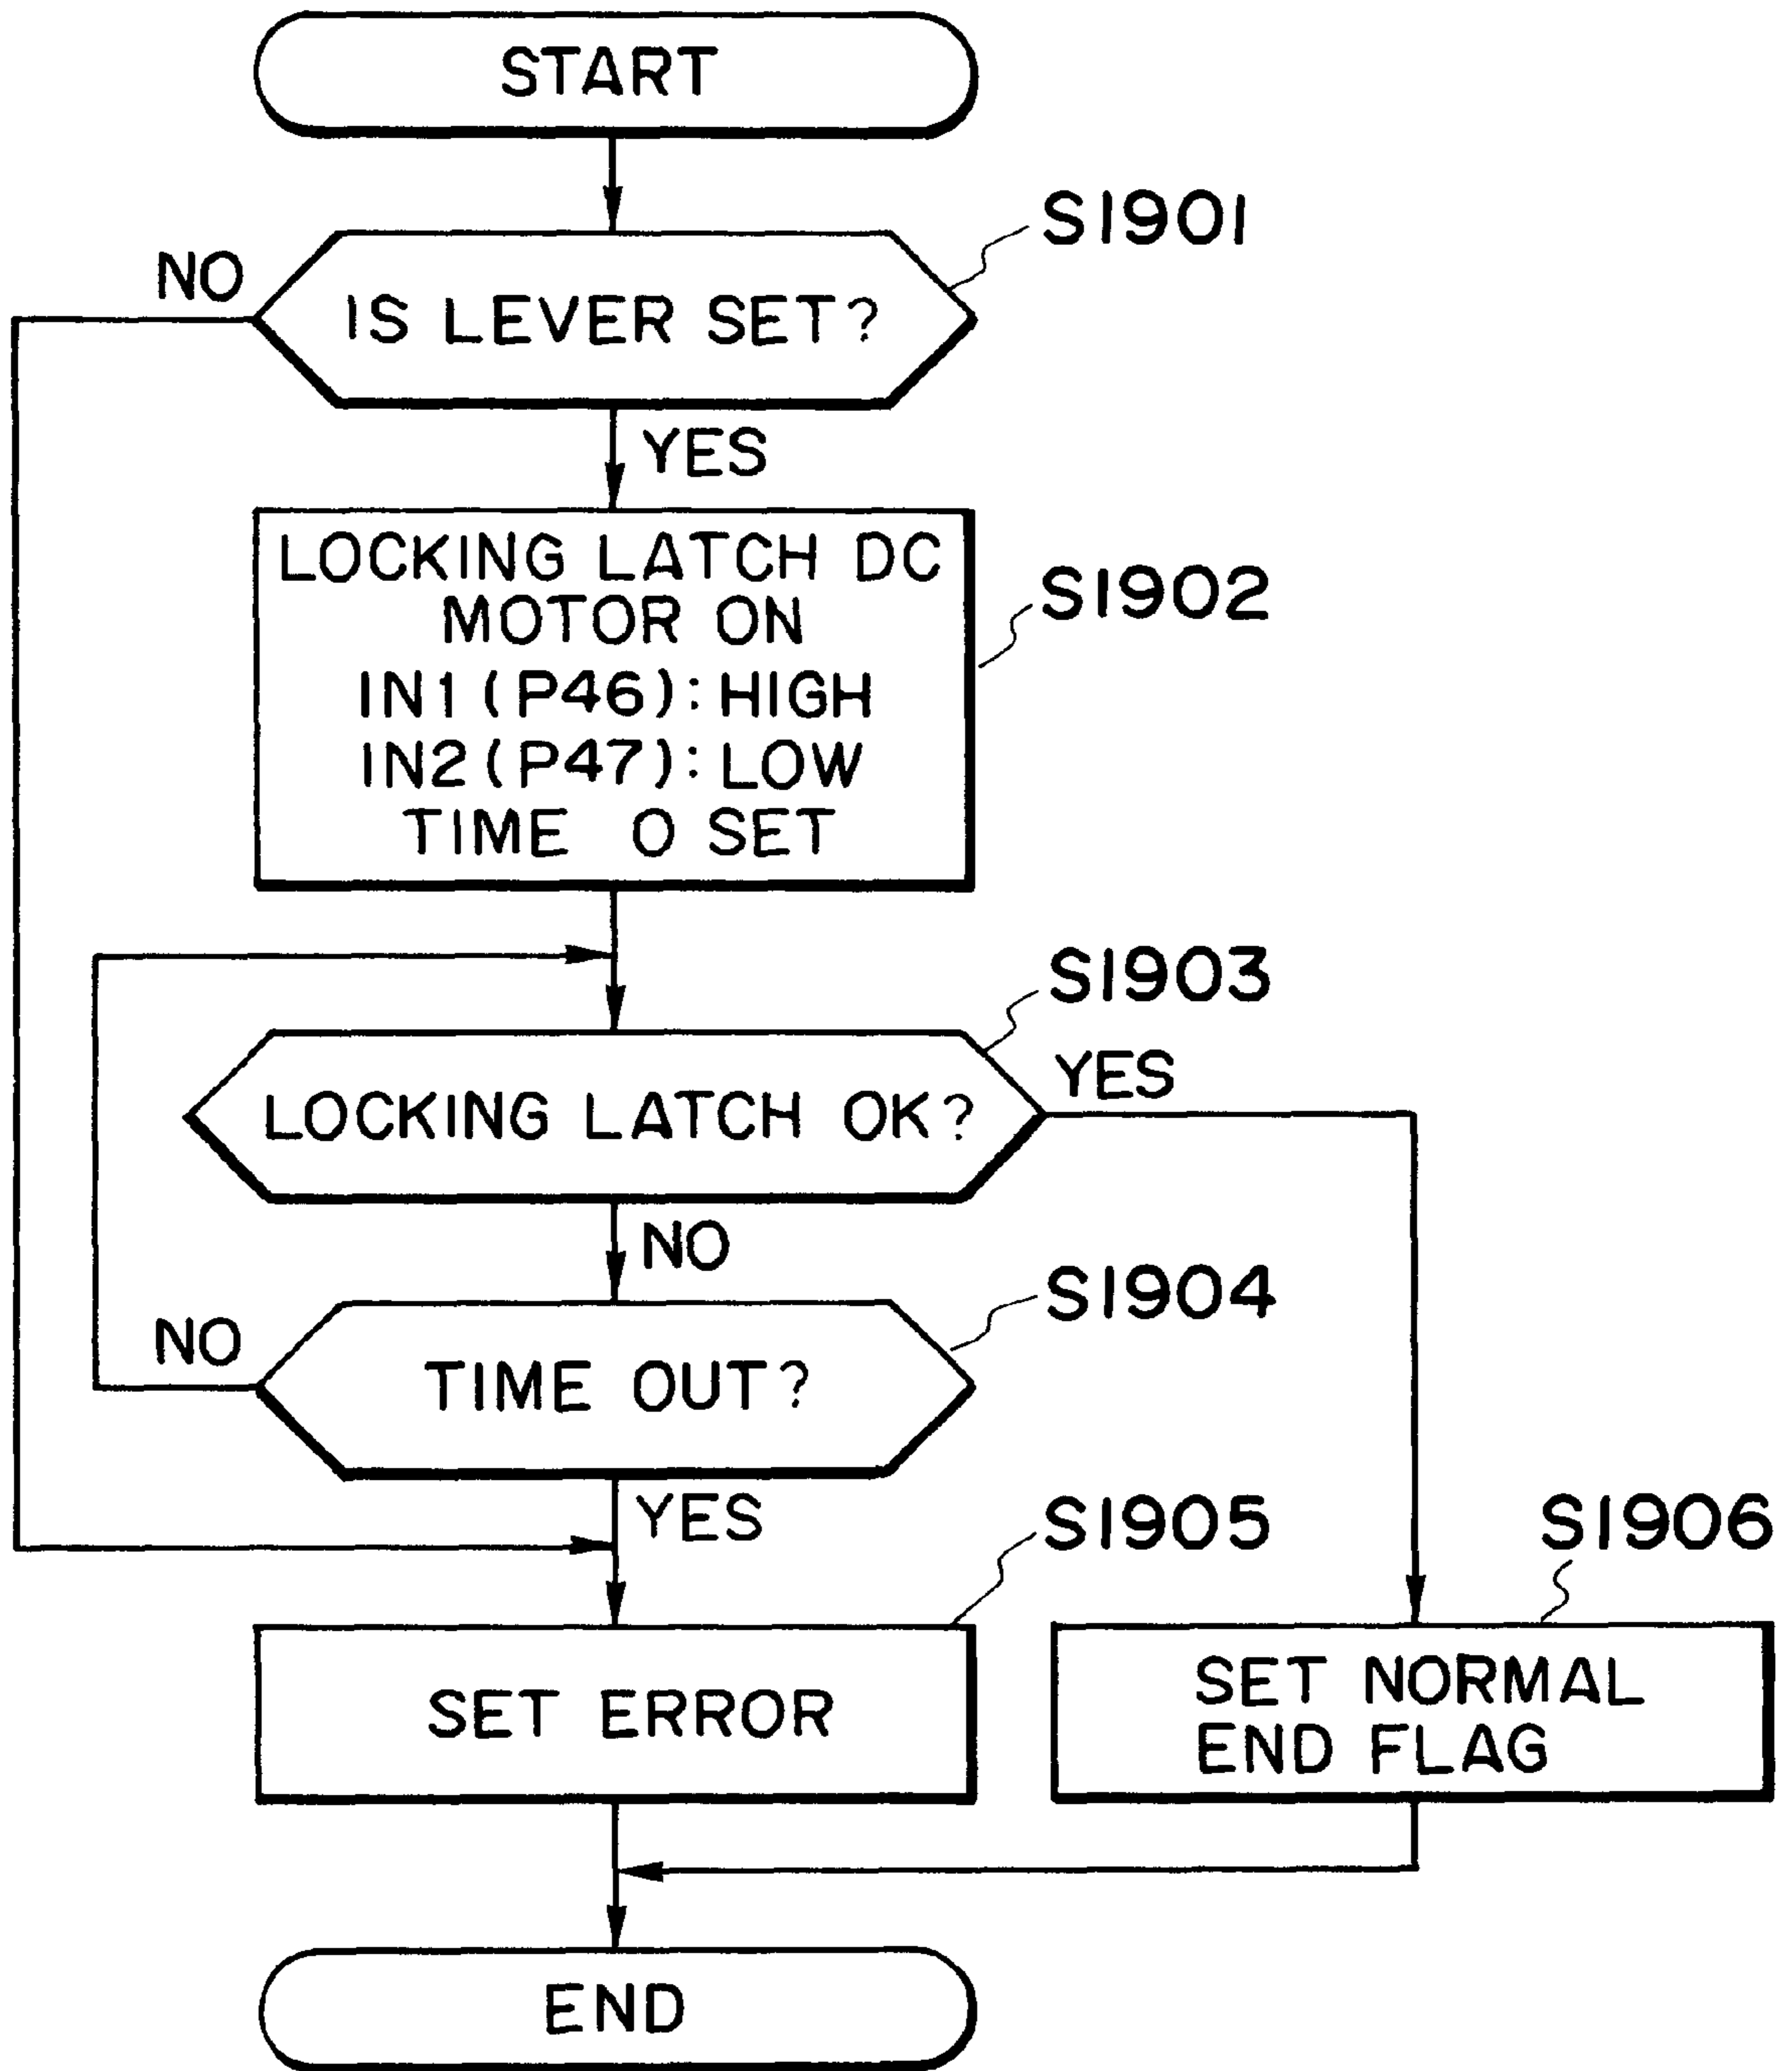 START
S1901
NO
IS LEVER SET?
YES
LOCKING LATCH DC
MOTOR ON
IN1 (P46): HIGH
IN2 (P47): LOW
TIME 0 SET
S1902
S1903
YES
LOCKING LATCH OK?
NO
S1904
NO
TIME OUT?
YES
S1905
S1906
SET ERROR
SET NORMAL
END FLAG
END